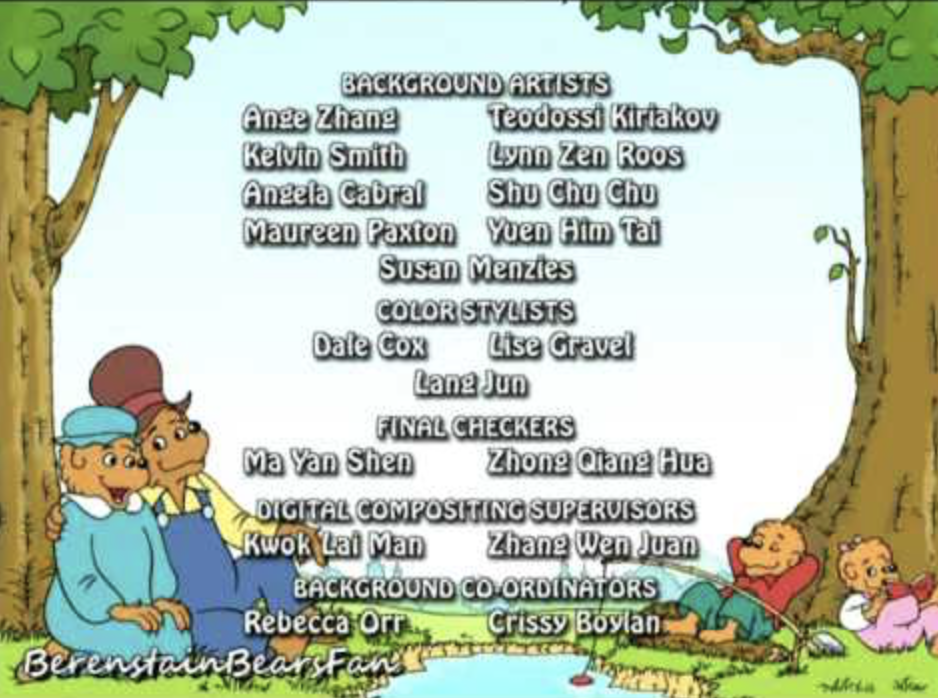 BACKGROUND ARTISTS
Ange Zhang Teodossi Kiriakov
Kelvin Smith Lynn Zen Roos
Angela Cabral Shu Chu Chu
Maureen Paxton Yuen Him Tai
Susan Menzies
COLOR STYLISTS
Dale Cox Lise Gravel
Lang Jun
FINAL CHECKERS
Ma Yan Shen Zhong Qiang Hua
DIGITAL COMPOSITING SUPERVISORS
Kwok Lai Man Zhang Wen Juan
BACKGROUND CO-ORDINATORS
Rebecca Orr Crissy Boylan
BerenstainBearsFan